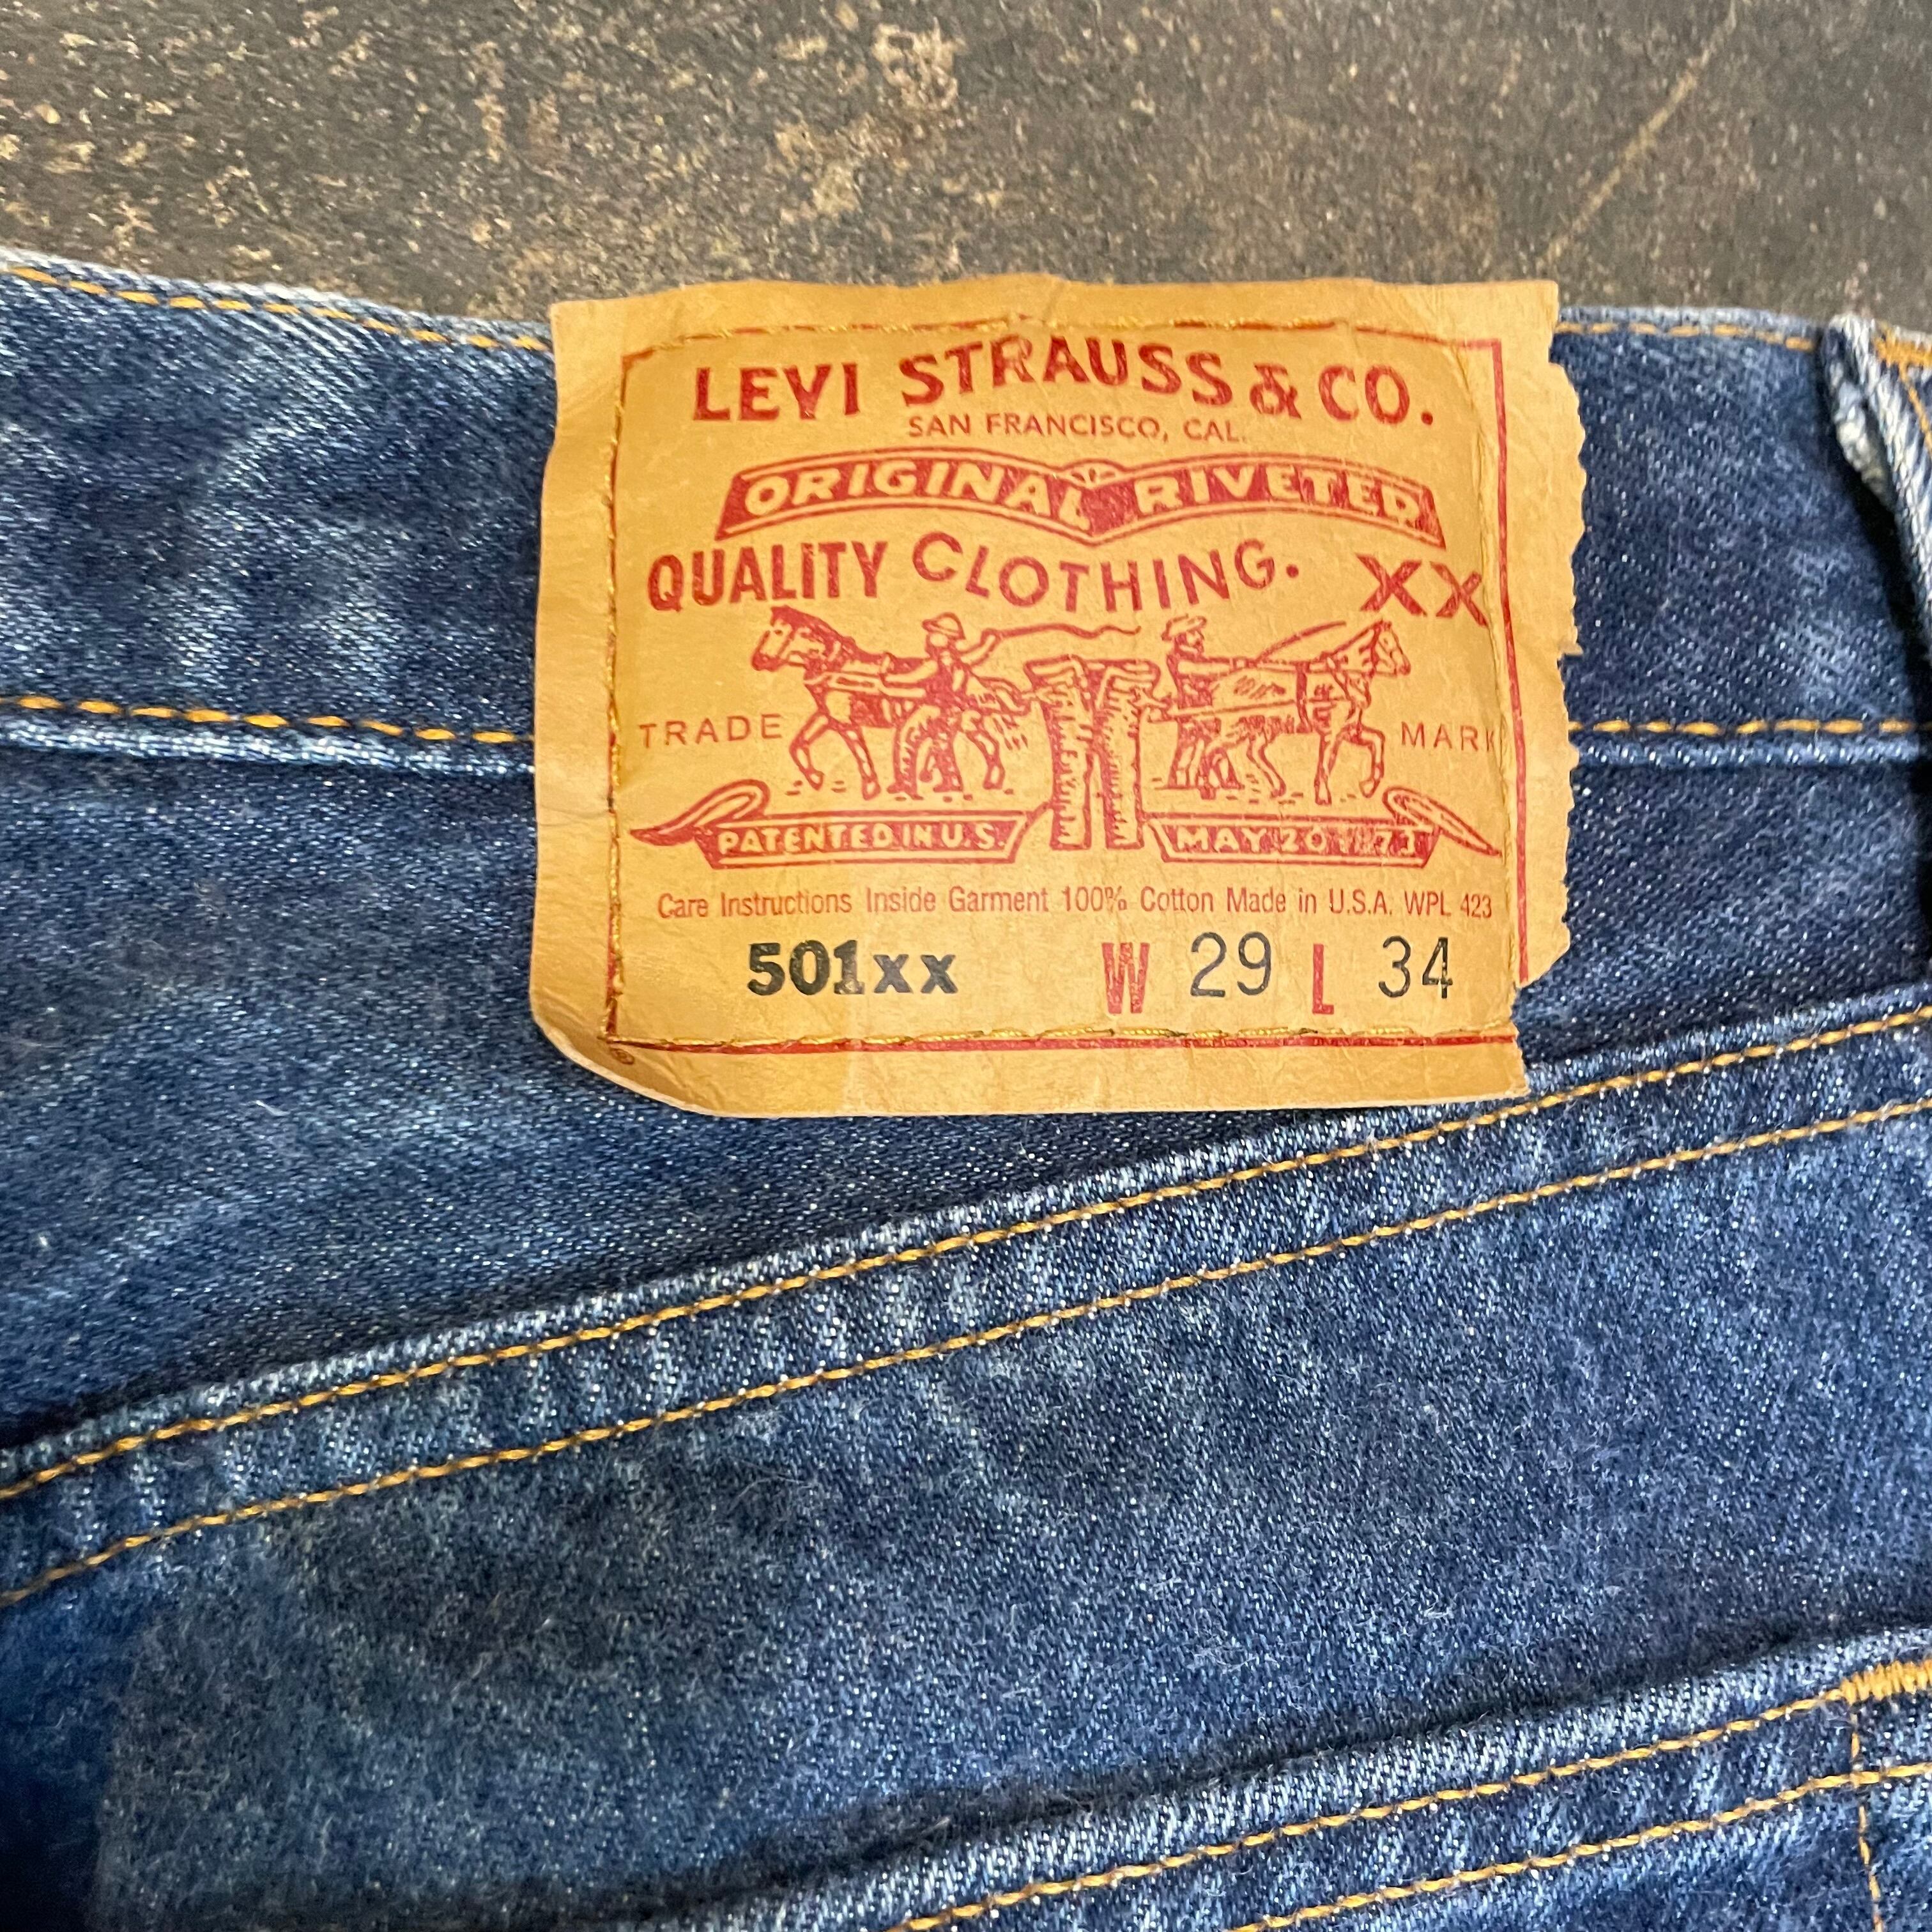 LEVI STRAUSS & CO.
SAN FRANCISCO, CAL.
ORIGINAL RIVETED
QUALITY CLOTHING. XX
TRADE MARK
PATENTED IN U.S. MAY 20 1873
Care Instructions Inside Garment 100% Cotton Made in U.S.A. WPL 423
501xx W 29 L 34
®